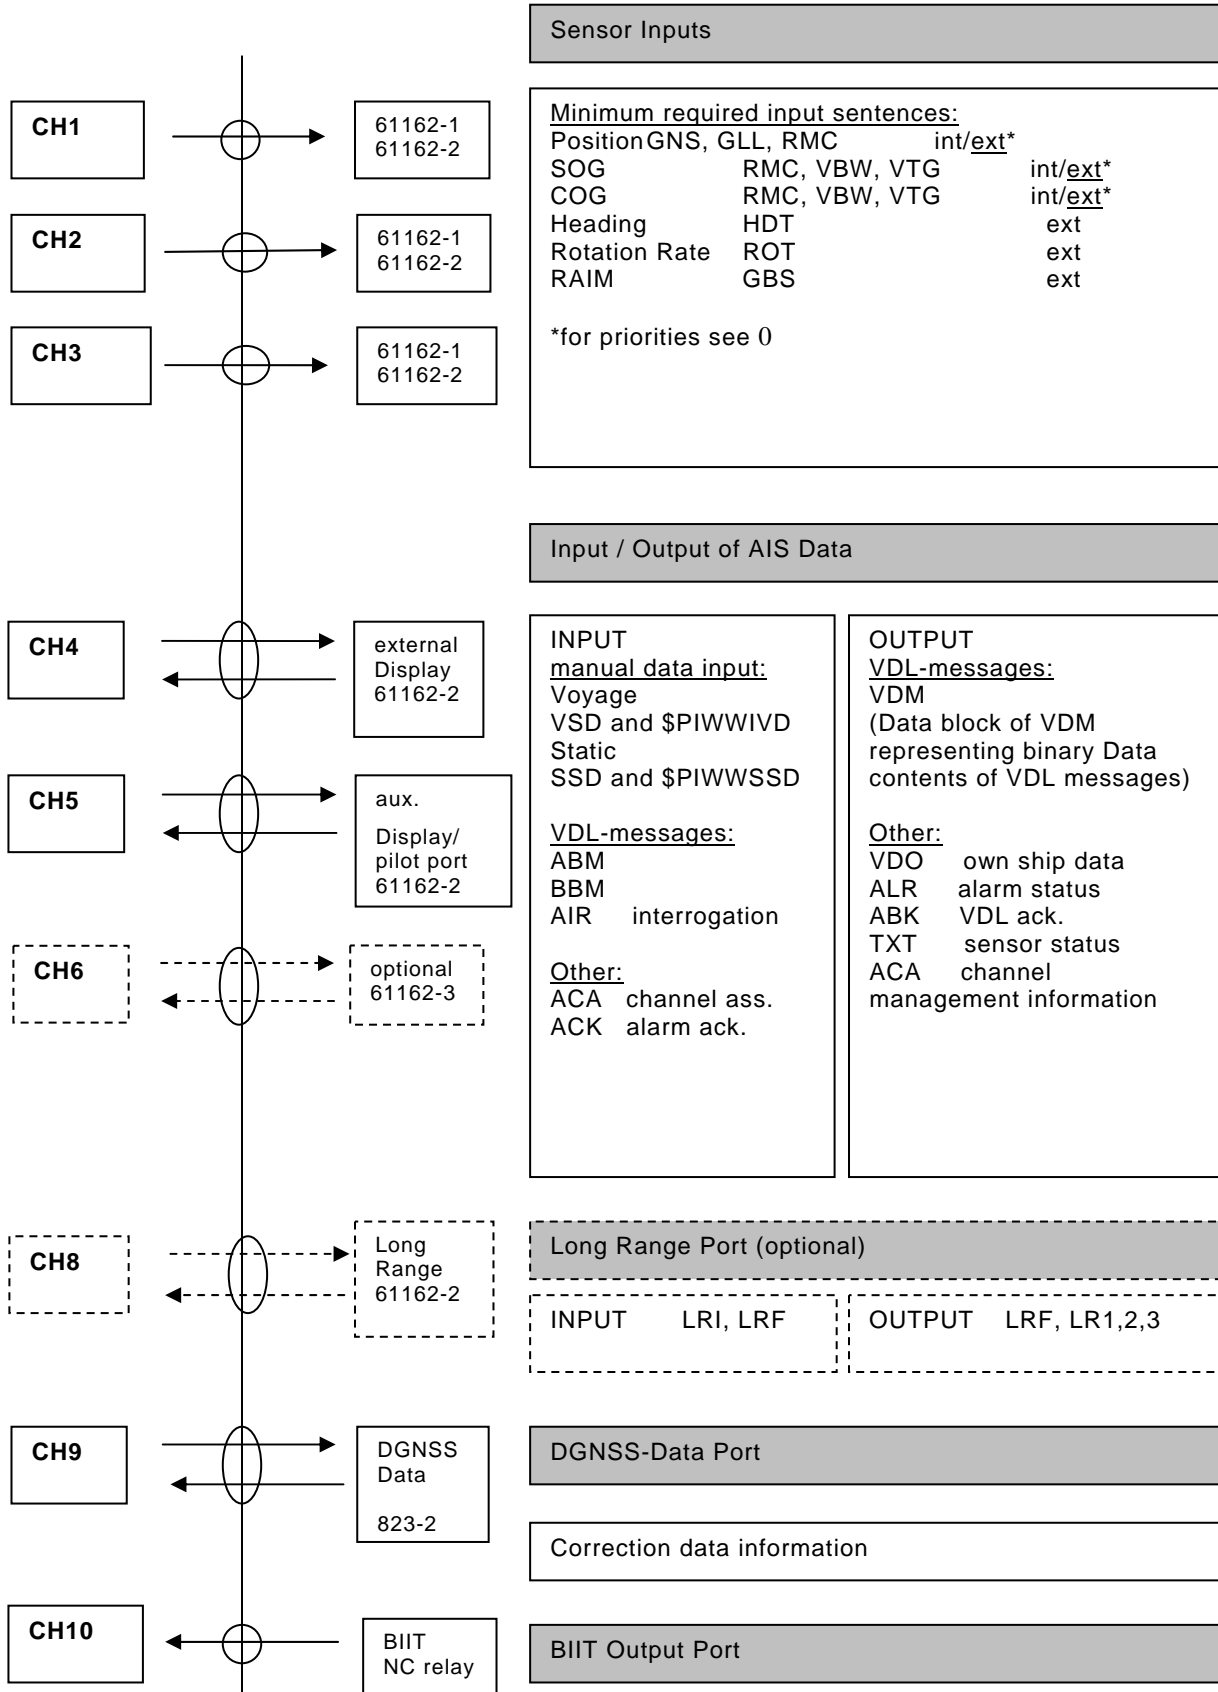 Sensor Inputs
CH1
61162-1
61162-2
Minimum required input sentences:
Position GNS, GLL, RMC int/ext*
SOG RMC, VBW, VTG int/ext*
COG RMC, VBW, VTG int/ext*
Heading HDT ext
Rotation Rate ROT ext
RAIM GBS ext
*for priorities see 0
CH2
61162-1
61162-2
CH3
61162-1
61162-2
Input / Output of AIS Data
CH4
external
Display
61162-2
CH5
aux.
Display/
pilot port
61162-2
CH6
optional
61162-3
INPUT
manual data input:
Voyage
VSD and $PIWWIVD
Static
SSD and $PIWWSSD
VDL-messages:
ABM
BBM
AIR interrogation
Other:
ACA channel ass.
ACK alarm ack.
OUTPUT
VDL-messages:
VDM
(Data block of VDM
representing binary Data
contents of VDL messages)
Other:
VDO own ship data
ALR alarm status
ABK VDL ack.
TXT sensor status
ACA channel
management information
CH8
Long
Range
61162-2
Long Range Port (optional)
INPUT LRI, LRF
OUTPUT LRF, LR1,2,3
CH9
DGNSS
Data
823-2
DGNSS-Data Port
Correction data information
CH10
BIIT
NC relay
BIIT Output Port